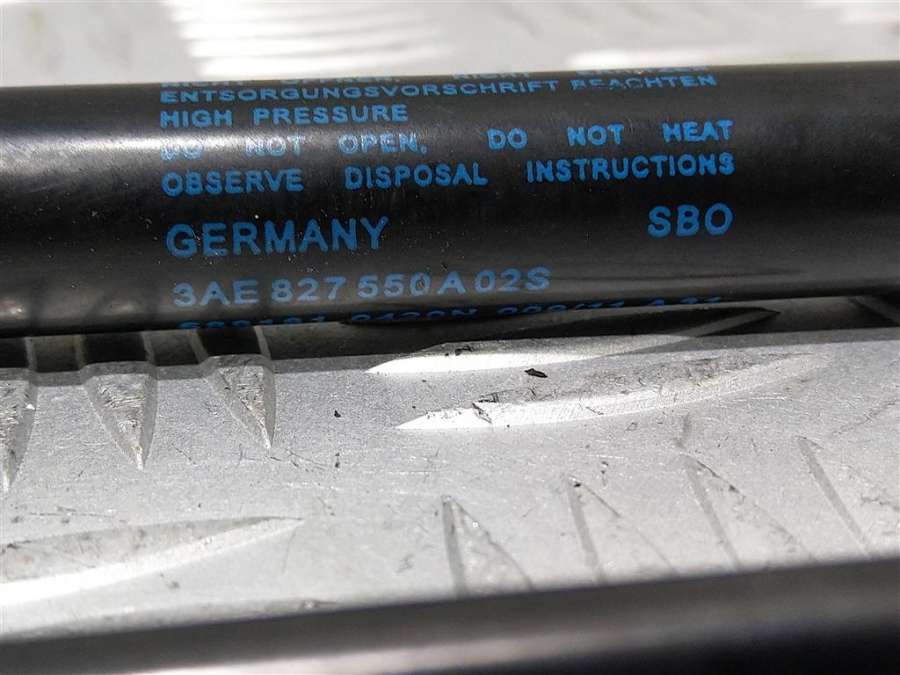 ENTSORGUNGSVORSCHRIFT BEACHTEN
HIGH PRESSURE
DO NOT OPEN. DO NOT HEAT
OBSERVE DISPOSAL INSTRUCTIONS
GERMANY SBO
3AE 827 550 A 02S